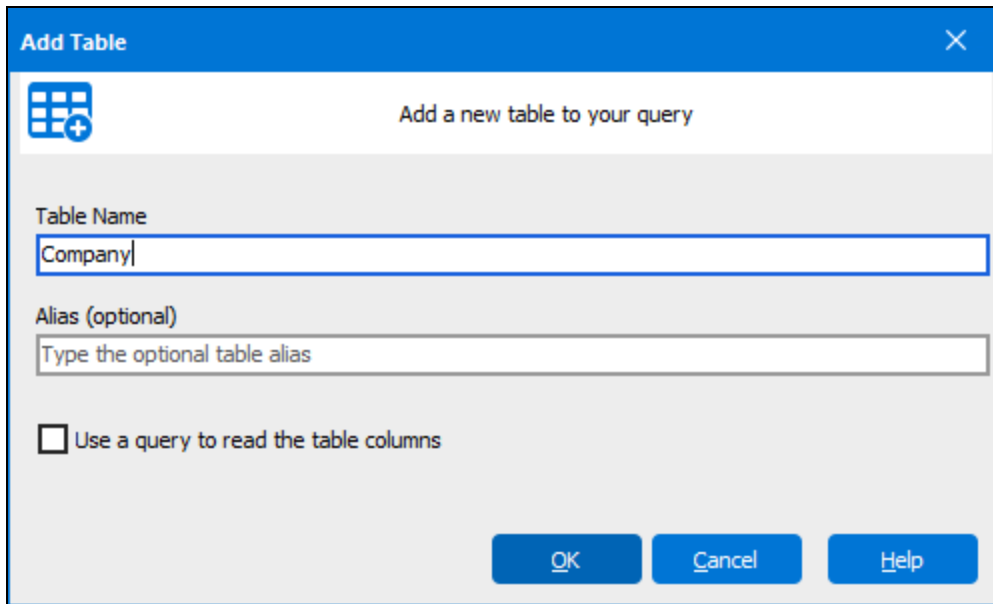 Add Table
Add a new table to your query
Table Name
Company
Alias (optional)
Type the optional table alias
Use a query to read the table columns
OK Cancel Help